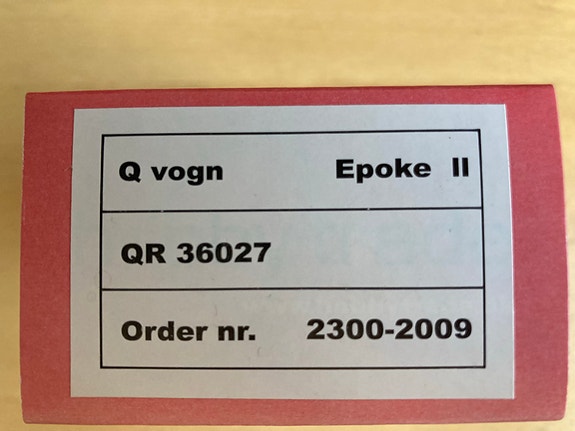 Q vogn Epoke II
QR 36027
Order nr. 2300-2009